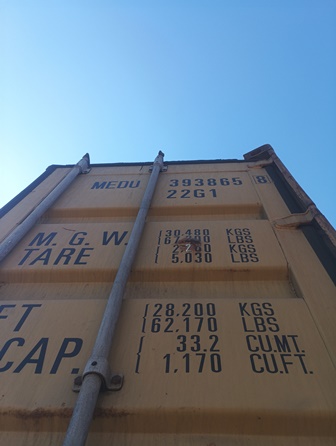 MEDU 393865 8
22G1
M.G.W. 30.480 KGS
LBS
TARE KGS
5.030 LBS
FT 28.200 KGS
62.170 LBS
CAP. 33.2 CU.MT.
1.170 CU.FT.